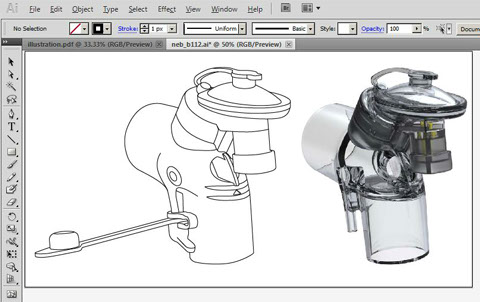 Ai File Edit Object Type Select Effect View Window Help Br
No Selection Stroke: 1 px Uniform Basic Style: Opacity: 100 % Docum
illustration.pdf @ 33.33% (RGB/Preview) × neb_b112.ai* @ 50% (RGB/Preview) ×
T